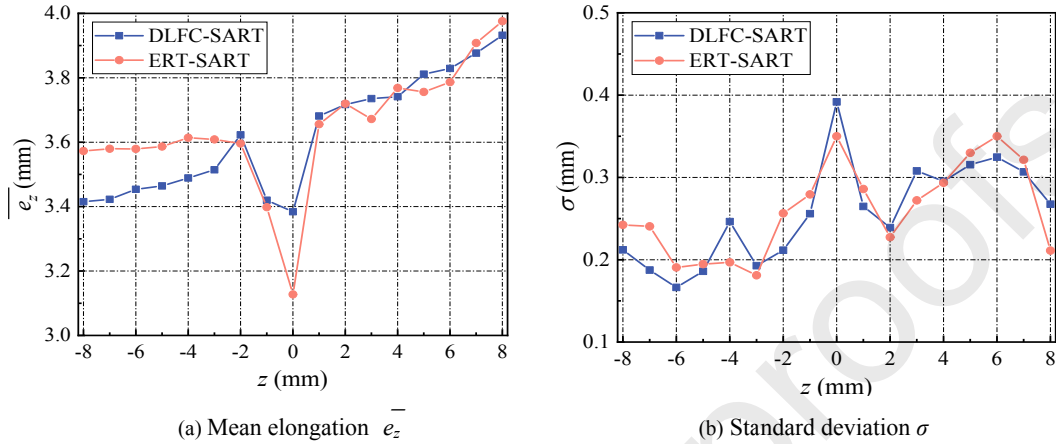 4.0
3.8
3.6
3.4
3.2
3.0
-8 -6 -4 -2 0 2 4 6 8
z (mm)
e_z (mm)
DLFC-SART
ERT-SART
(a) Mean elongation e_z
0.5
0.4
0.3
0.2
0.1
-8 -6 -4 -2 0 2 4 6 8
z (mm)
σ (mm)
DLFC-SART
ERT-SART
(b) Standard deviation σ
proofs